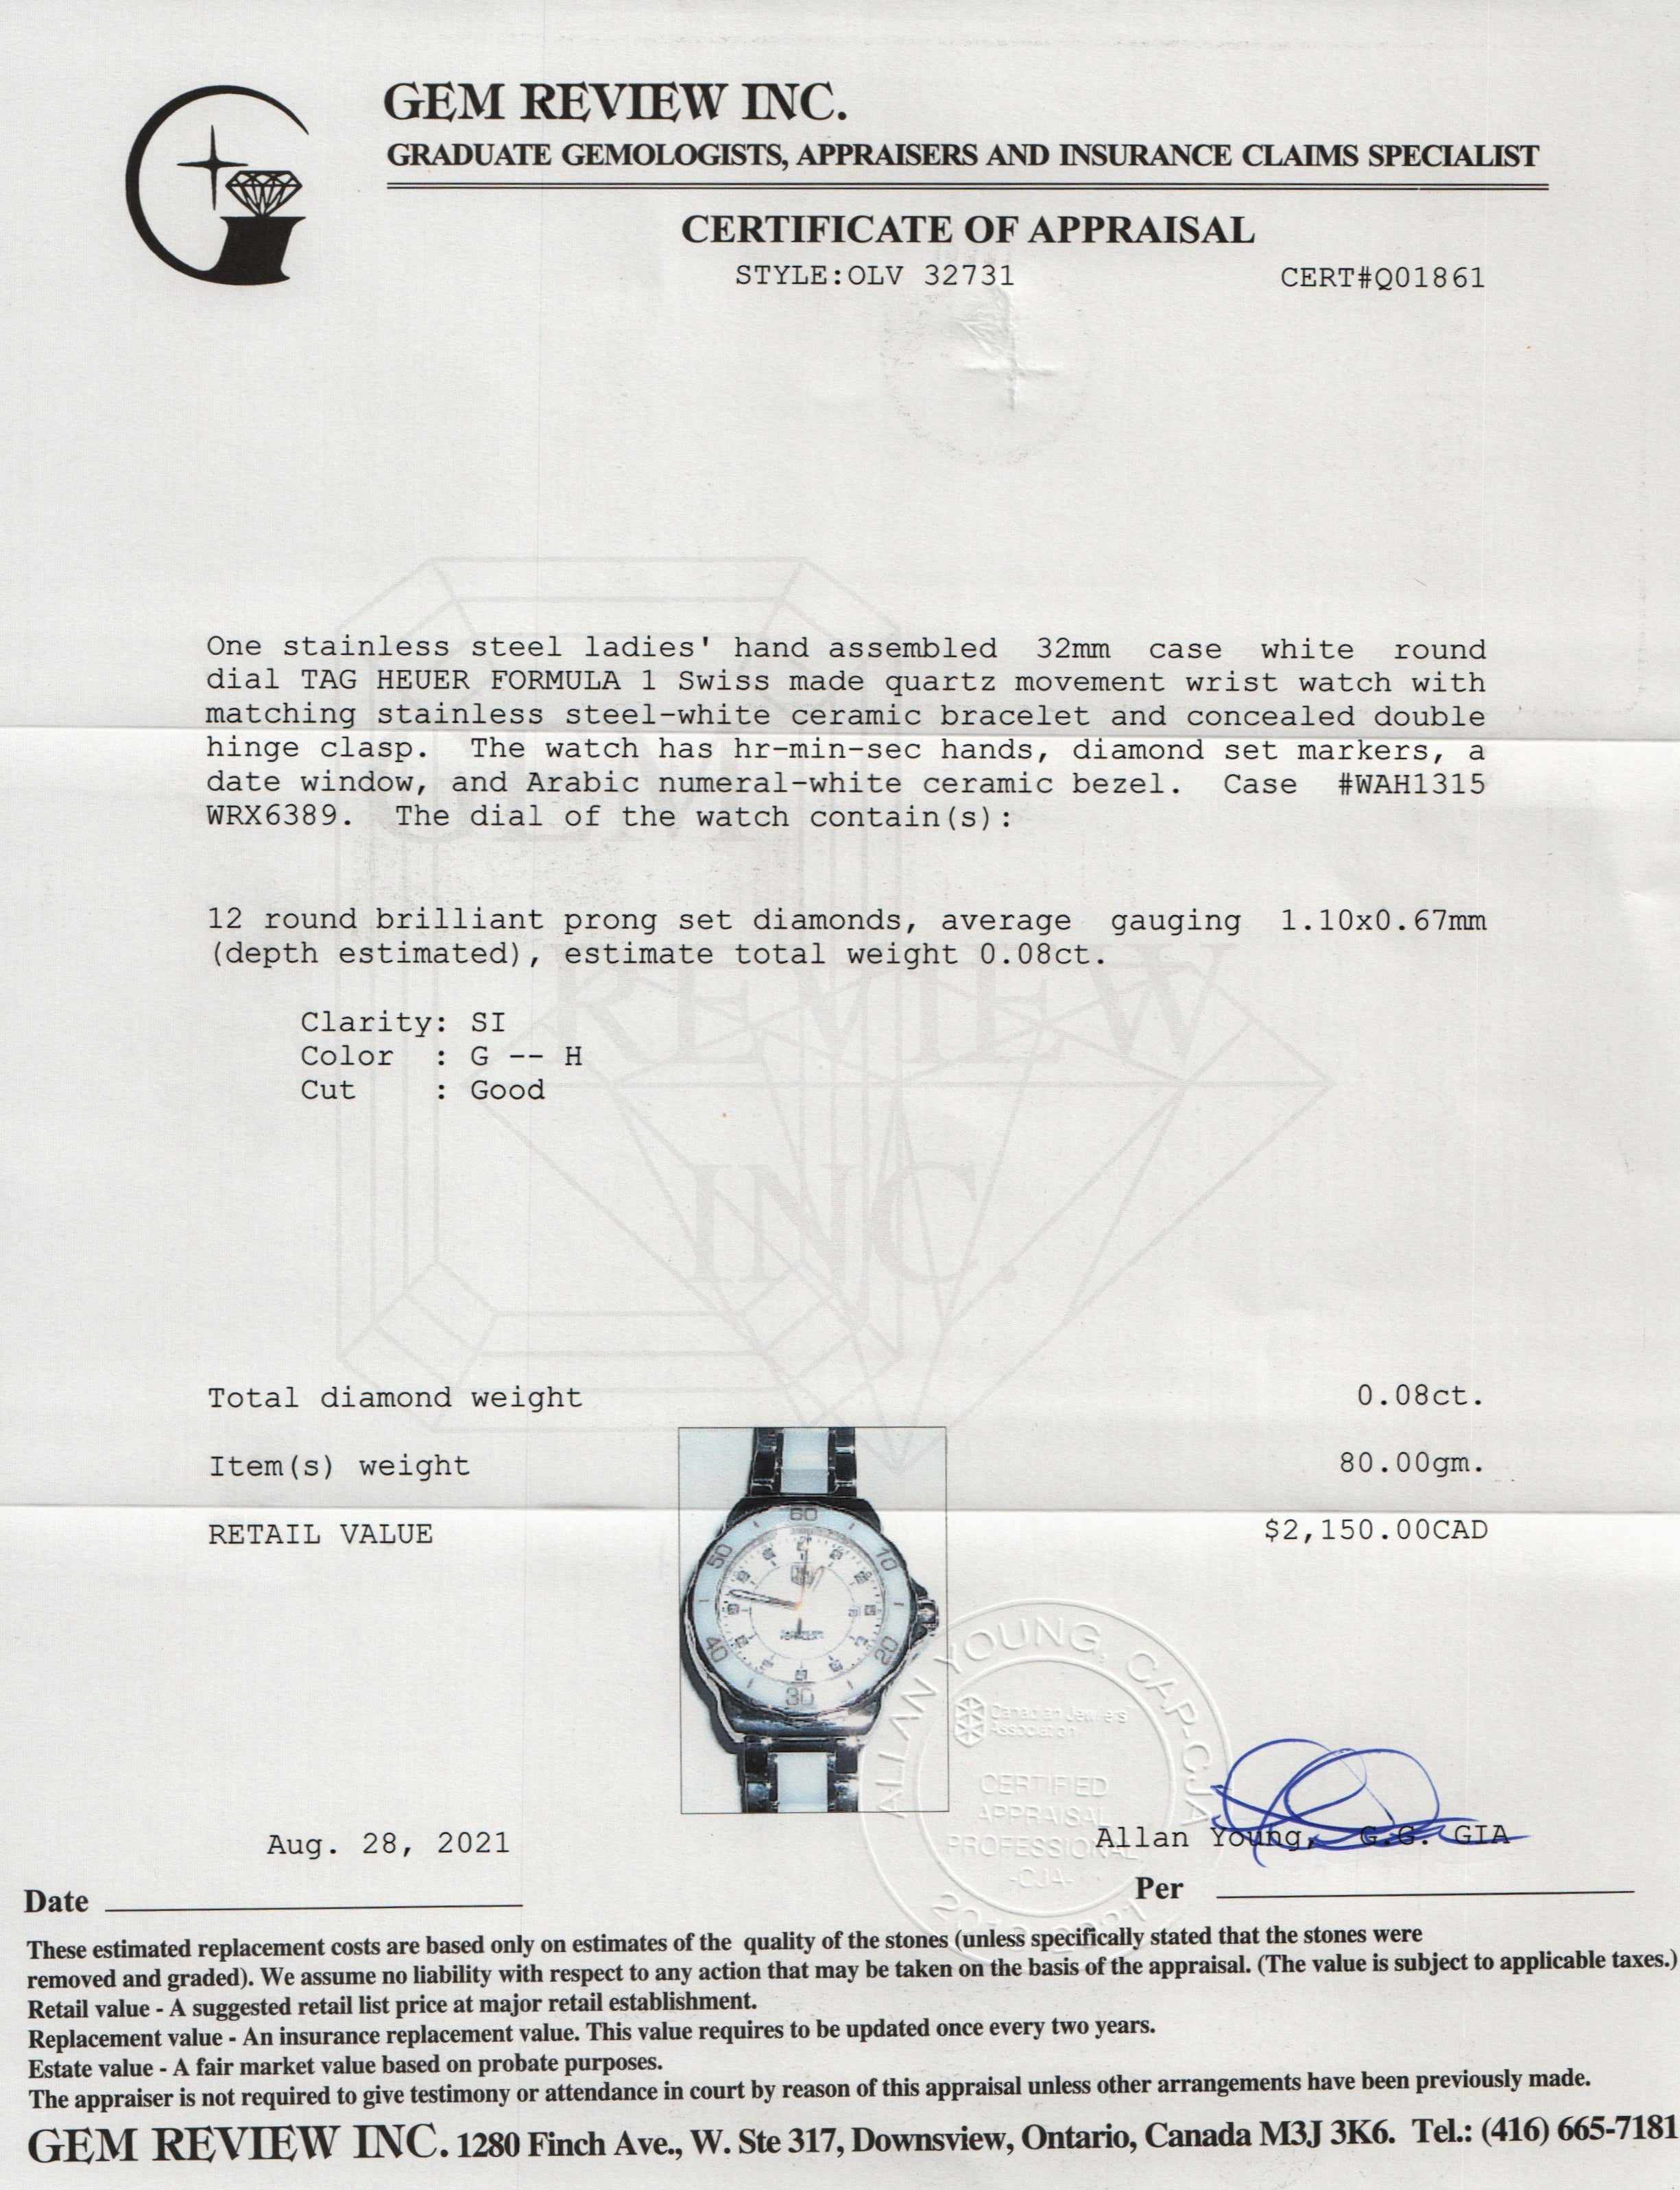 GEM REVIEW INC.
GRADUATE GEMOLOGISTS, APPRAISERS AND INSURANCE CLAIMS SPECIALIST
CERTIFICATE OF APPRAISAL
STYLE:OLV 32731 CERT#Q01861
One stainless steel ladies' hand assembled 32mm case white round
dial TAG HEUER FORMULA 1 Swiss made quartz movement wrist watch with
matching stainless steel-white ceramic bracelet and concealed double
hinge clasp. The watch has hr-min-sec hands, diamond set markers, a
date window, and Arabic numeral-white ceramic bezel. Case #WAH1315
WRX6389. The dial of the watch contain(s):
12 round brilliant prong set diamonds, average gauging 1.10x0.67mm
(depth estimated), estimate total weight 0.08ct.
Clarity: SI
Color : G -- H
Cut : Good
GEM
REVIEW
INC.
Total diamond weight 0.08ct.
Item(s) weight 80.00gm.
RETAIL VALUE $2,150.00CAD
60
10
20
30
40
50
ALLAN YOUNG, CAP-CJA
Canadian Jewellers
Association
CERTIFIED
APPRAISAL
PROFESSIONAL
-CJA-
Aug. 28, 2021 Allan Young, G.G. GIA
Date Per
These estimated replacement costs are based only on estimates of the quality of the stones (unless specifically stated that the stones were
removed and graded). We assume no liability with respect to any action that may be taken on the basis of the appraisal. (The value is subject to applicable taxes.)
Retail value - A suggested retail list price at major retail establishment.
Replacement value - An insurance replacement value. This value requires to be updated once every two years.
Estate value - A fair market value based on probate purposes.
The appraiser is not required to give testimony or attendance in court by reason of this appraisal unless other arrangements have been previously made.
GEM REVIEW INC. 1280 Finch Ave., W. Ste 317, Downsview, Ontario, Canada M3J 3K6. Tel.: (416) 665-7181